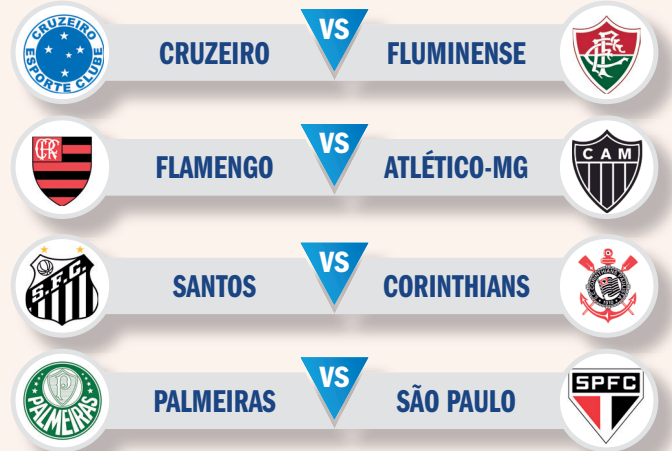 CRUZEIRO ESPORTE CLUBE
CRUZEIRO VS FLUMINENSE
CRF
FLAMENGO VS ATLÉTICO-MG
CAM
S.F.C.
SANTOS VS CORINTHIANS
PALMEIRAS
PALMEIRAS VS SÃO PAULO
SPFC